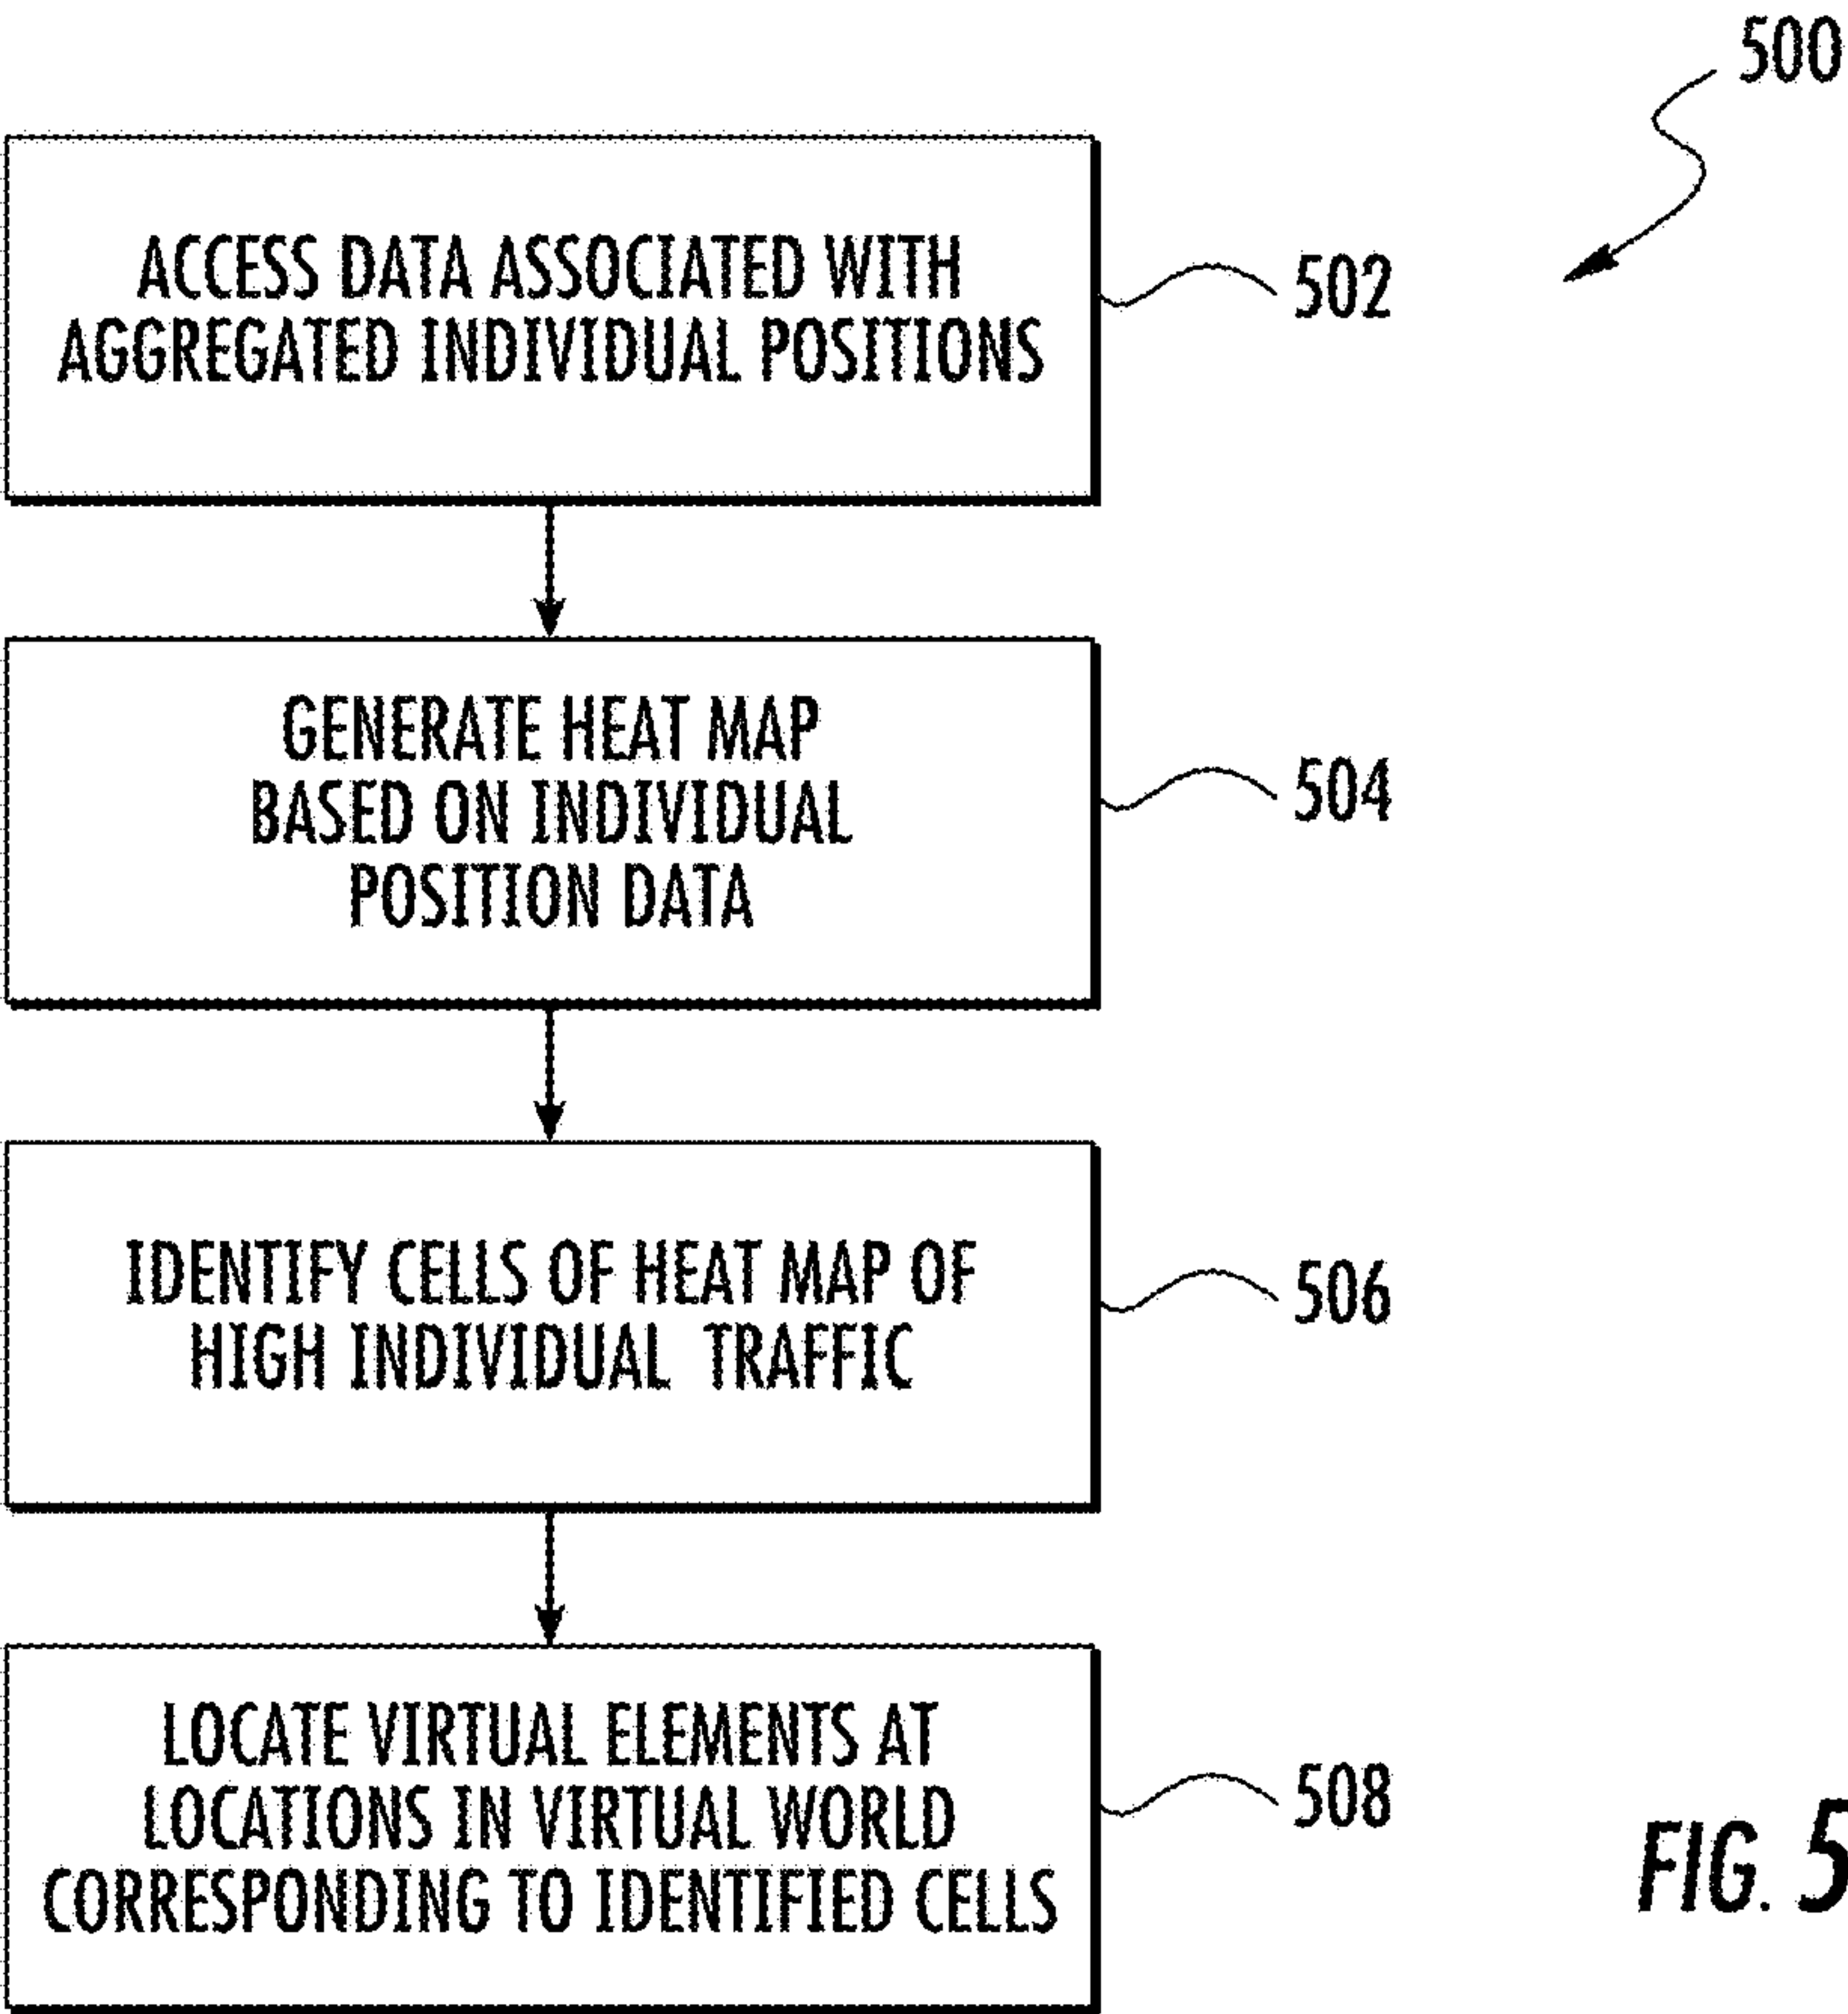 500
ACCESS DATA ASSOCIATED WITH
AGGREGATED INDIVIDUAL POSITIONS
502
GENERATE HEAT MAP
BASED ON INDIVIDUAL
POSITION DATA
504
IDENTIFY CELLS OF HEAT MAP OF
HIGH INDIVIDUAL TRAFFIC
506
LOCATE VIRTUAL ELEMENTS AT
LOCATIONS IN VIRTUAL WORLD
CORRESPONDING TO IDENTIFIED CELLS
508
FIG. 5